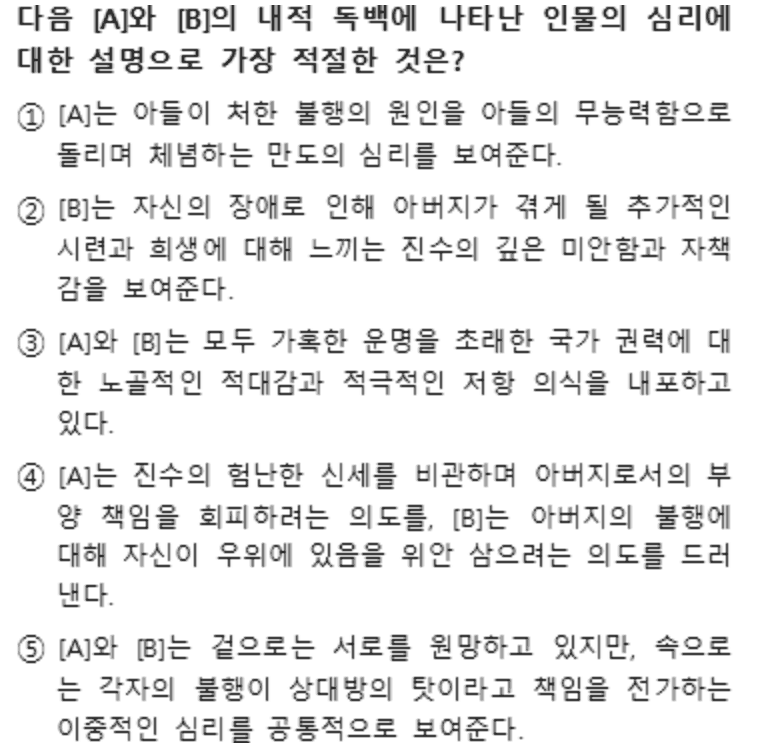 다음 [A]와 [B]의 내적 독백에 나타난 인물의 심리에
대한 설명으로 가장 적절한 것은?
① [A]는 아들이 처한 불행의 원인을 아들의 무능력함으로
돌리며 체념하는 만도의 심리를 보여준다.
② [B]는 자신의 장애로 인해 아버지가 겪게 될 추가적인
시련과 희생에 대해 느끼는 진수의 깊은 미안함과 자책
감을 보여준다.
③ [A]와 [B]는 모두 가혹한 운명을 초래한 국가 권력에 대
한 노골적인 적대감과 적극적인 저항 의식을 내포하고
있다.
④ [A]는 진수의 험난한 신세를 비관하며 아버지로서의 부
양 책임을 회피하려는 의도를, [B]는 아버지의 불행에
대해 자신이 우위에 있음을 위안 삼으려는 의도를 드러
낸다.
⑤ [A]와 [B]는 겉으로는 서로를 원망하고 있지만, 속으로
는 각자의 불행이 상대방의 탓이라고 책임을 전가하는
이중적인 심리를 공통적으로 보여준다.